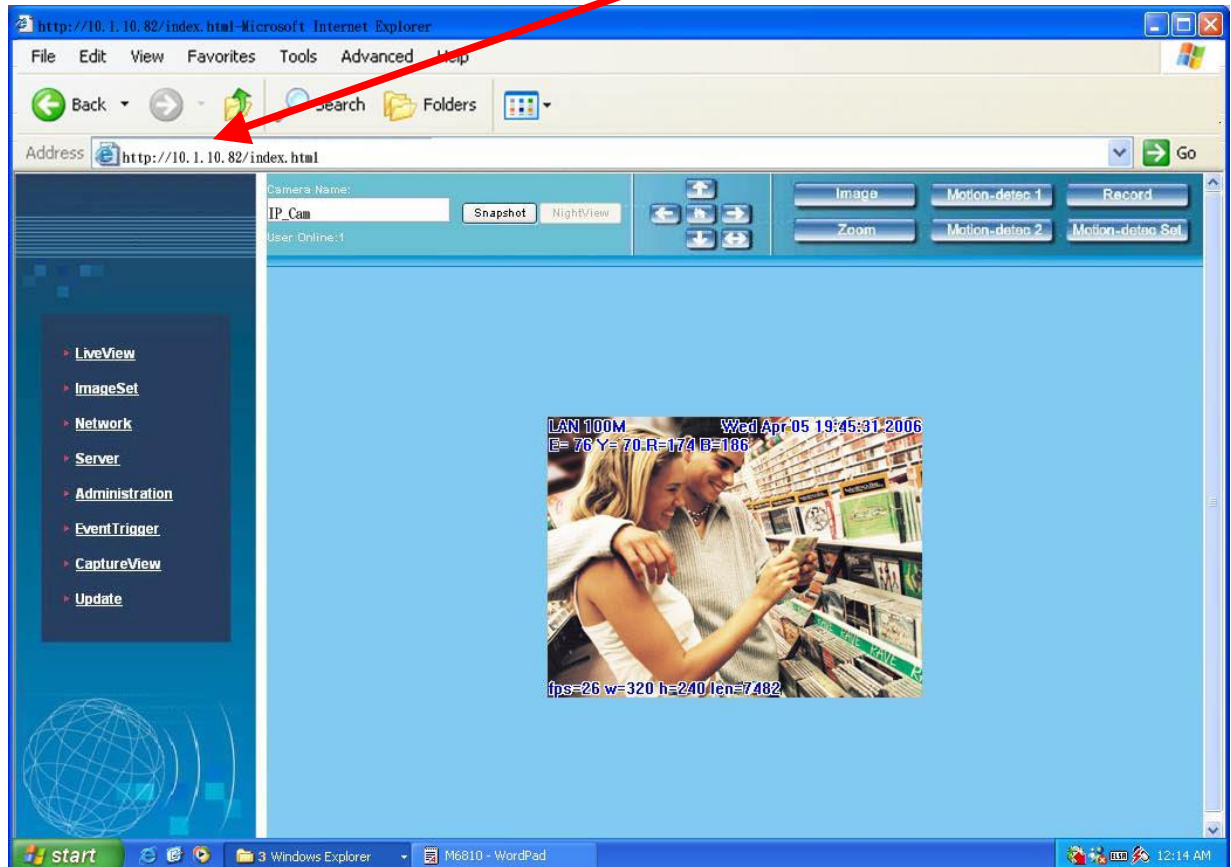 http://10.1.10.82/index.html-Microsoft Internet Explorer
File Edit View Favorites Tools Advanced Help
Back Search Folders
Address http://10.1.10.82/index.html Go
Camera Name:
IP_Cam Snapshot NightView
User Online:1
Image Motion-detec 1 Record
Zoom Motion-detec 2 Motion-detec Set
LiveView
ImageSet
Network
Server
Administration
EventTrigger
CaptureView
Update
LAN 100M Wed Apr 05 19:45:31 2006
E= 76 Y= 70 R=174 B=186
RAVE RAVE
fps=26 w=320 h=240 len=7482
start 3 Windows Explorer M6810 - WordPad 12:14 AM